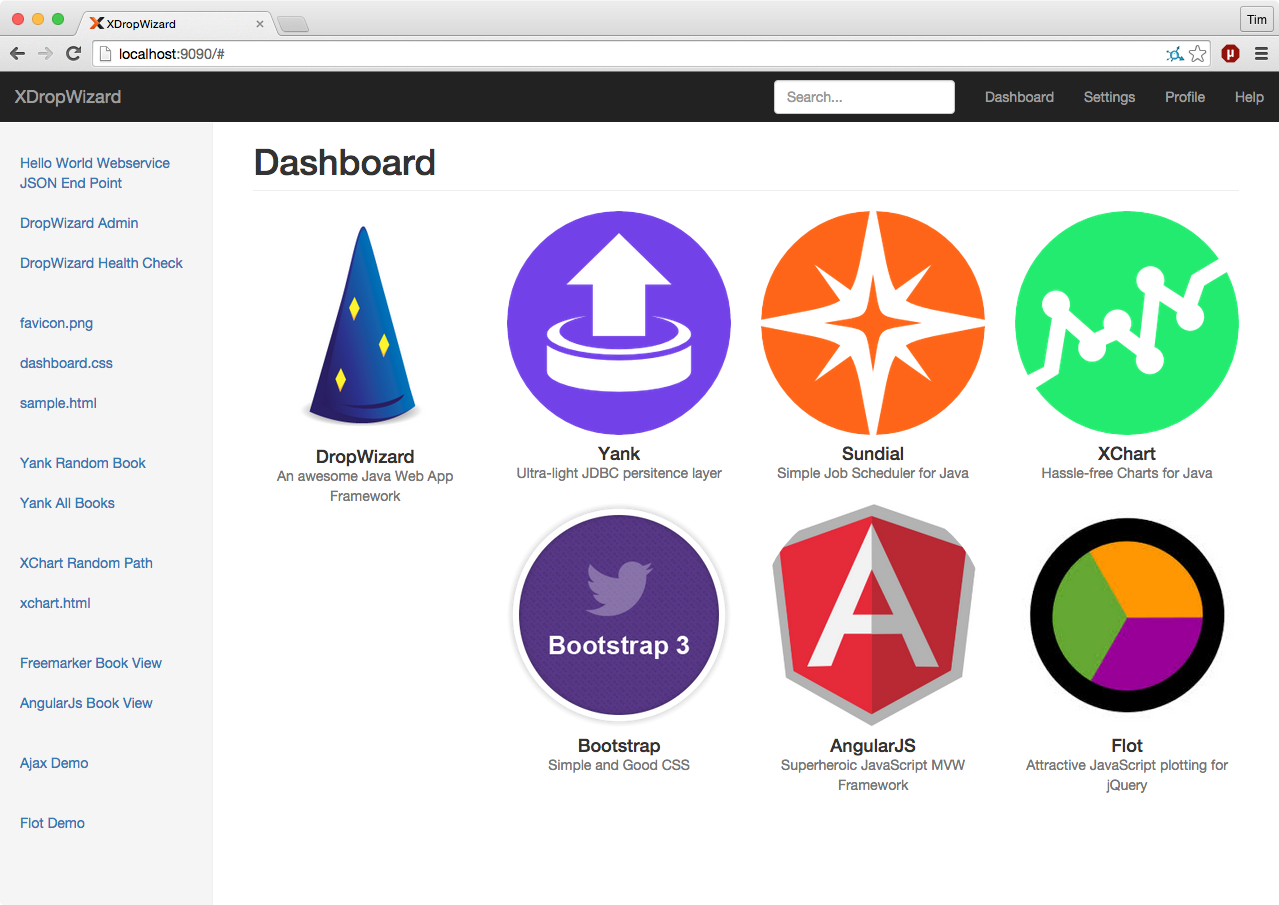 XDropWizard
Tim
localhost:9090/#
XDropWizard
Search...
Dashboard
Settings
Profile
Help
Hello World Webservice
JSON End Point
DropWizard Admin
DropWizard Health Check
favicon.png
dashboard.css
sample.html
Yank Random Book
Yank All Books
XChart Random Path
xchart.html
Freemarker Book View
AngularJs Book View
Ajax Demo
Flot Demo
Dashboard
DropWizard
An awesome Java Web App
Framework
Yank
Ultra-light JDBC persitence layer
Sundial
Simple Job Scheduler for Java
XChart
Hassle-free Charts for Java
Bootstrap 3
Bootstrap
Simple and Good CSS
A
AngularJS
Superheroic JavaScript MVW
Framework
Flot
Attractive JavaScript plotting for
jQuery